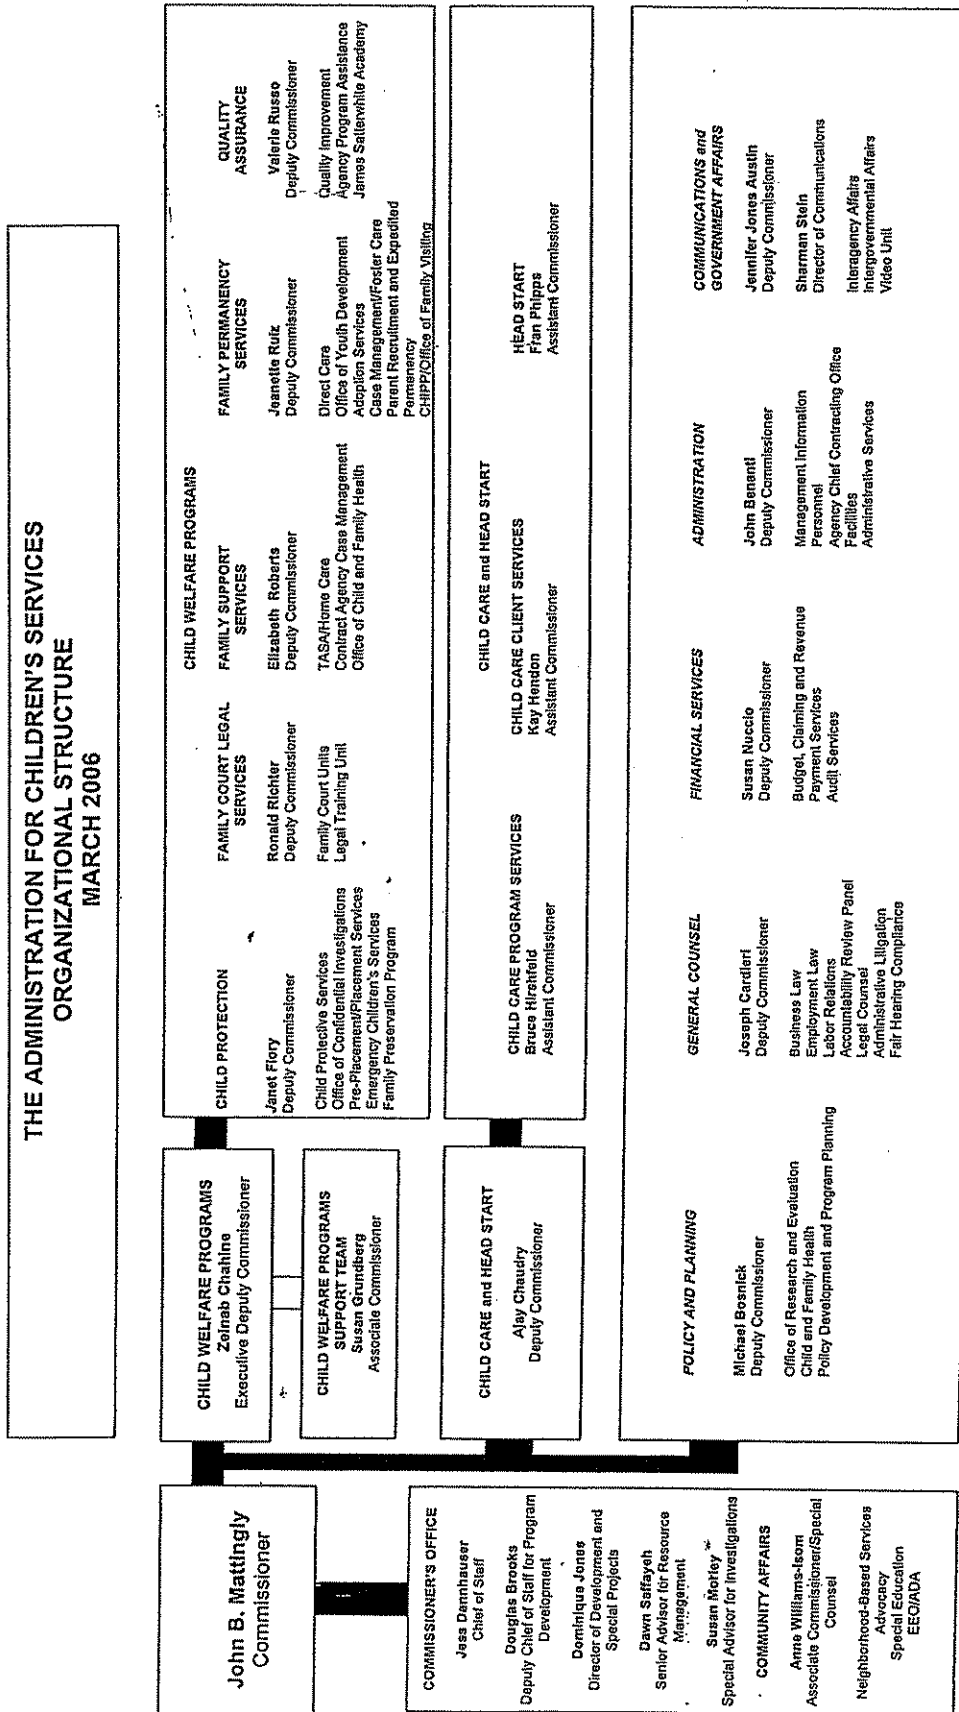 THE ADMINISTRATION FOR CHILDREN'S SERVICES
ORGANIZATIONAL STRUCTURE
MARCH 2006
John B. Mattingly
Commissioner
COMMISSIONER'S OFFICE
Jess Dannhauser
Chief of Staff
Douglas Brooks
Deputy Chief of Staff for Program
Development
Dominique Jones
Director of Development and
Special Projects
Dawn Saffayeh
Senior Advisor for Resource
Management
Susan Morley
Special Advisor for Investigations
COMMUNITY AFFAIRS
Anne Williams-Isom
Associate Commissioner/Special
Counsel
Neighborhood-Based Services
Advocacy
Special Education
EEO/ADA
CHILD WELFARE PROGRAMS
Zeinab Chahine
Executive Deputy Commissioner
CHILD WELFARE PROGRAMS
SUPPORT TEAM
Susan Grundberg
Associate Commissioner
CHILD WELFARE PROGRAMS
CHILD PROTECTION
Janet Flory
Deputy Commissioner
Child Protective Services
Office of Confidential Investigations
Pre-Placement/Placement Services
Emergency Children's Services
Family Preservation Program
FAMILY COURT LEGAL
SERVICES
Ronald Richter
Deputy Commissioner
Family Court Units
Legal Training Unit
FAMILY SUPPORT
SERVICES
Elizabeth Roberts
Deputy Commissioner
TASA/Home Care
Contract Agency Case Management
Office of Child and Family Health
FAMILY PERMANENCY
SERVICES
Jeanette Ruiz
Deputy Commissioner
Direct Care
Office of Youth Development
Adoption Services
Case Management/Foster Care
Parent Recruitment and Expedited
Permanency
CHIPP/Office of Family Visiting
QUALITY
ASSURANCE
Valerie Russo
Deputy Commissioner
Quality Improvement
Agency Program Assistance
James Satterwhite Academy
CHILD CARE and HEAD START
Ajay Chaudry
Deputy Commissioner
CHILD CARE and HEAD START
CHILD CARE PROGRAM SERVICES
Bruce Hirshfeld
Assistant Commissioner
CHILD CARE CLIENT SERVICES
Kay Hendon
Assistant Commissioner
HEAD START
Fran Phipps
Assistant Commissioner
POLICY AND PLANNING
Michael Bosnick
Deputy Commissioner
Office of Research and Evaluation
Child and Family Health
Policy Development and Program Planning
GENERAL COUNSEL
Joseph Cardieri
Deputy Commissioner
Business Law
Employment Law
Labor Relations
Accountability Review Panel
Legal Counsel
Administrative Litigation
Fair Hearing Compliance
FINANCIAL SERVICES
Susan Nuccio
Deputy Commissioner
Budget, Claiming and Revenue
Payment Services
Audit Services
ADMINISTRATION
John Benanti
Deputy Commissioner
Management Information
Personnel
Agency Chief Contracting Office
Facilities
Administrative Services
COMMUNICATIONS and
GOVERNMENT AFFAIRS
Jennifer Jones Austin
Deputy Commissioner
Sharman Stein
Director of Communications
Interagency Affairs
Intergovernmental Affairs
Video Unit